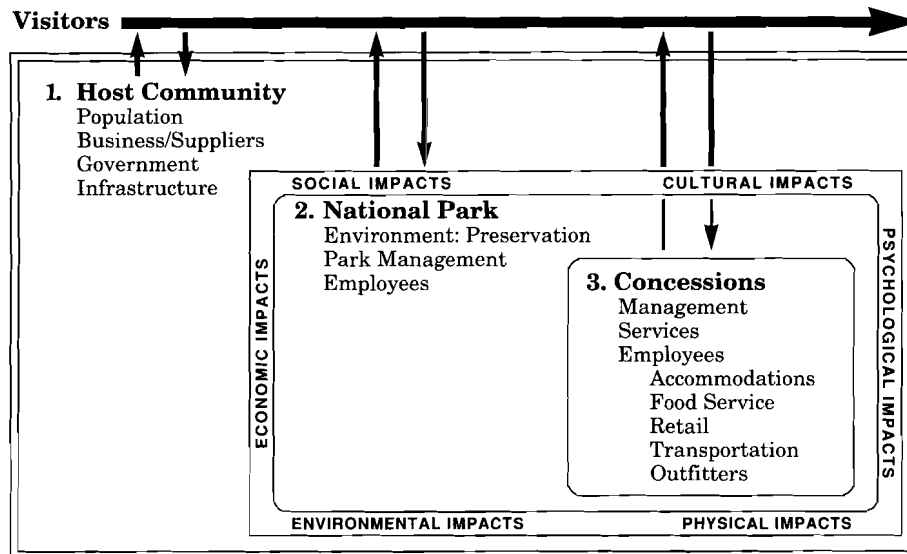 Visitors
1. Host Community
Population
Business/Suppliers
Government
Infrastructure
SOCIAL IMPACTS
CULTURAL IMPACTS
2. National Park
Environment: Preservation
Park Management
Employees
ECONOMIC IMPACTS
PSYCHOLOGICAL IMPACTS
3. Concessions
Management
Services
Employees
Accommodations
Food Service
Retail
Transportation
Outfitters
ENVIRONMENTAL IMPACTS
PHYSICAL IMPACTS